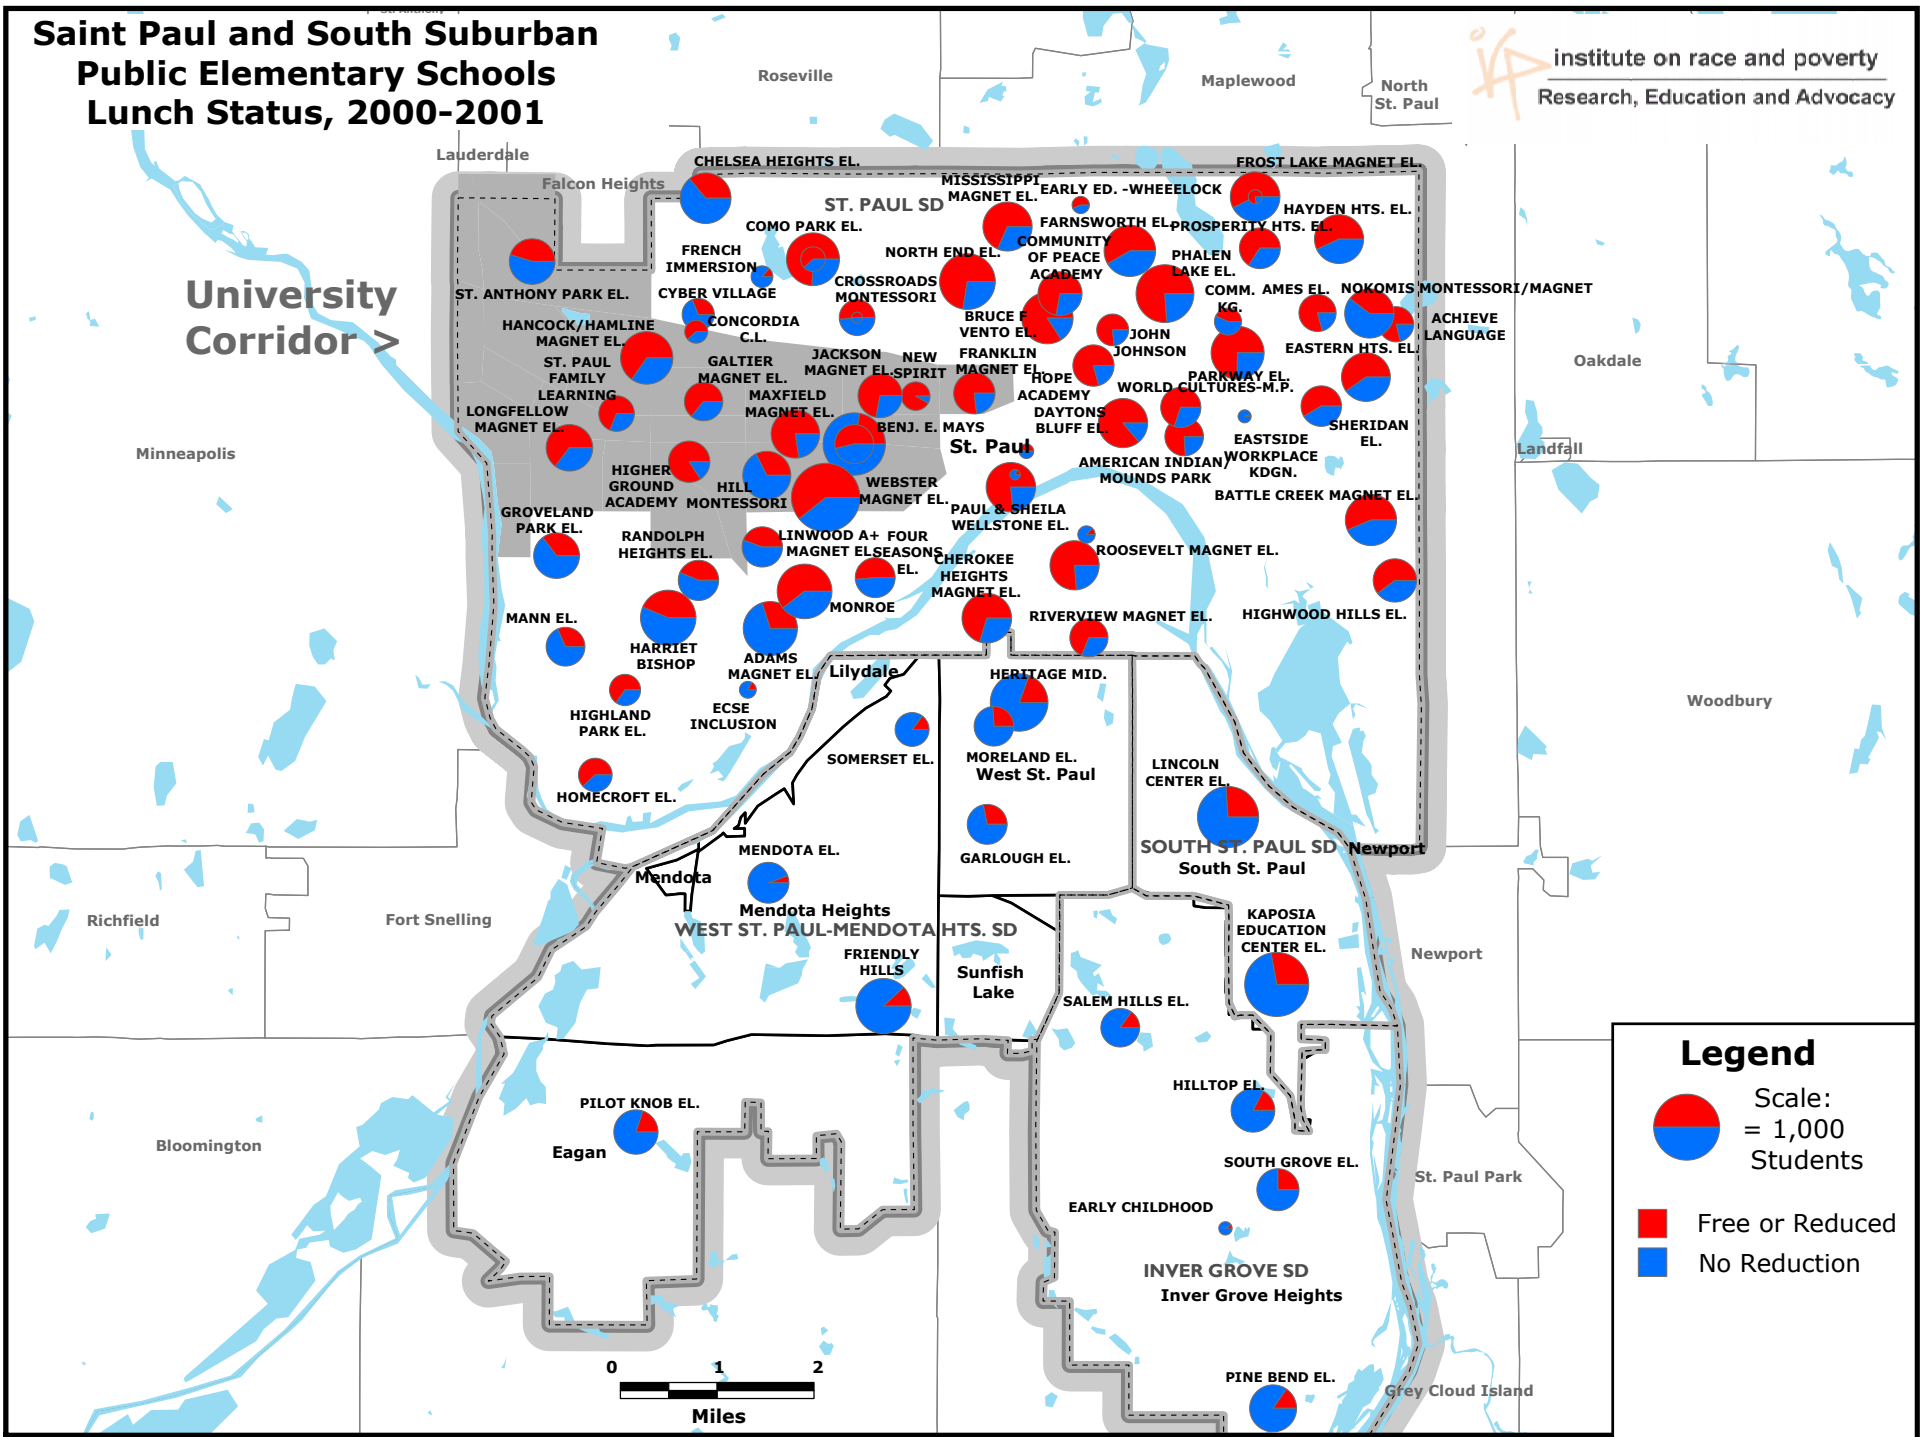 Saint Paul and South Suburban
Public Elementary Schools
Lunch Status, 2000-2001
institute on race and poverty
Research, Education and Advocacy
Roseville
Maplewood
North
St. Paul
Lauderdale
Falcon Heights
CHELSEA HEIGHTS EL.
FROST LAKE MAGNET EL.
MISSISSIPPI
MAGNET EL.
EARLY ED. -WHEEELOCK
ST. PAUL SD
HAYDEN HTS. EL.
COMO PARK EL.
FARNSWORTH EL.
PROSPERITY HTS. EL.
FRENCH
IMMERSION
NORTH END EL.
COMMUNITY
OF PEACE
ACADEMY
PHALEN
LAKE EL.
University
Corridor >
ST. ANTHONY PARK EL.
CYBER VILLAGE
CROSSROADS
MONTESSORI
COMM.
KG.
AMES EL.
NOKOMIS MONTESSORI/MAGNET
ACHIEVE
LANGUAGE
HANCOCK/HAMLINE
MAGNET EL.
CONCORDIA
C.L.
BRUCE F
VENTO EL.
JOHN
JOHNSON
EASTERN HTS. EL.
ST. PAUL
FAMILY
LEARNING
GALTIER
MAGNET EL.
JACKSON
MAGNET EL.
NEW
SPIRIT
FRANKLIN
MAGNET EL.
Oakdale
HOPE
ACADEMY
PARKWAY EL.
WORLD CULTURES-M.P.
LONGFELLOW
MAGNET EL.
MAXFIELD
MAGNET EL.
DAYTONS
BLUFF EL.
BENJ. E. MAYS
SHERIDAN
EL.
St. Paul
EASTSIDE
WORKPLACE
KDGN.
Minneapolis
Landfall
HIGHER
GROUND
ACADEMY
HILL
MONTESSORI
WEBSTER
MAGNET EL.
AMERICAN INDIAN/
MOUNDS PARK
BATTLE CREEK MAGNET EL.
GROVELAND
PARK EL.
PAUL & SHEILA
WELLSTONE EL.
RANDOLPH
HEIGHTS EL.
LINWOOD A+
MAGNET EL.
FOUR
SEASONS
EL.
CHEROKEE
HEIGHTS
MAGNET EL.
ROOSEVELT MAGNET EL.
MONROE
RIVERVIEW MAGNET EL.
HIGHWOOD HILLS EL.
MANN EL.
HARRIET
BISHOP
ADAMS
MAGNET EL.
Lilydale
HERITAGE MID.
HIGHLAND
PARK EL.
ECSE
INCLUSION
Woodbury
SOMERSET EL.
MORELAND EL.
West St. Paul
LINCOLN
CENTER EL.
HOMECROFT EL.
MENDOTA EL.
GARLOUGH EL.
SOUTH ST. PAUL SD
Newport
South St. Paul
Mendota
Mendota Heights
WEST ST. PAUL-MENDOTA HTS. SD
Richfield
Fort Snelling
KAPOSIA
EDUCATION
CENTER EL.
Newport
FRIENDLY
HILLS
Sunfish
Lake
SALEM HILLS EL.
HILLTOP EL.
PILOT KNOB EL.
Eagan
Bloomington
SOUTH GROVE EL.
St. Paul Park
EARLY CHILDHOOD
INVER GROVE SD
Inver Grove Heights
PINE BEND EL.
Grey Cloud Island
0 1 2
Miles
Legend
Scale:
= 1,000
Students
Free or Reduced
No Reduction